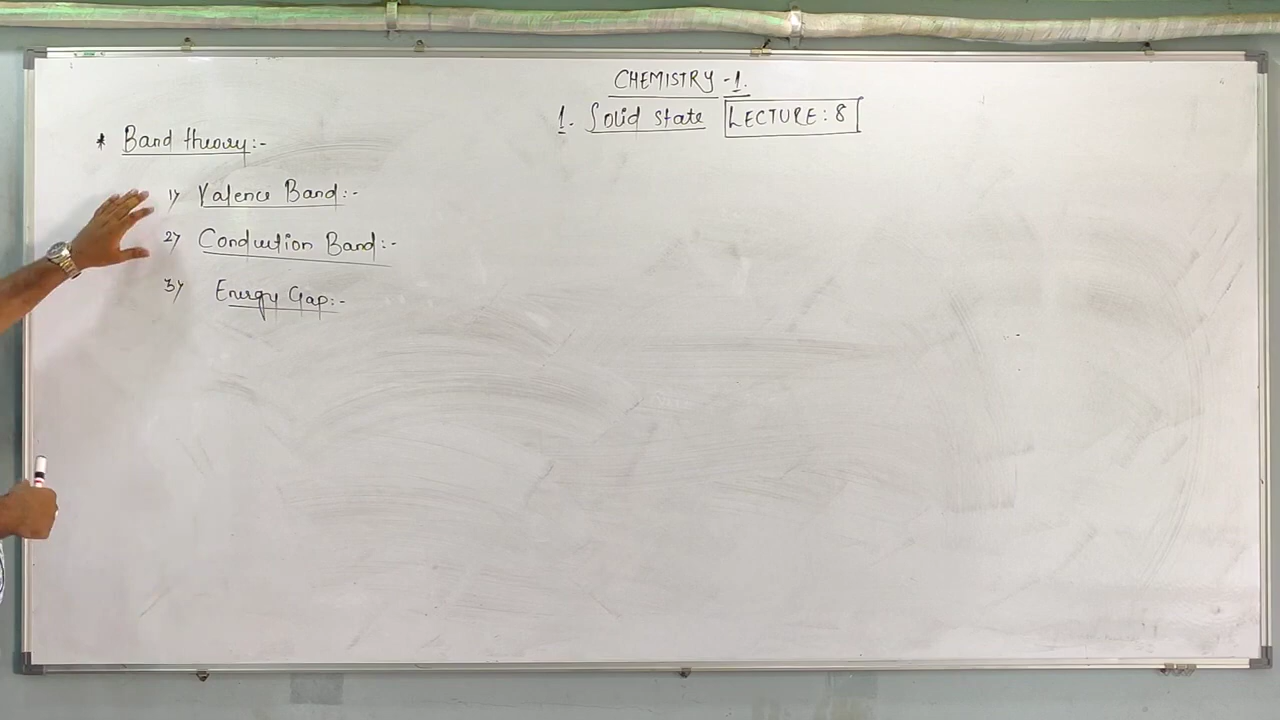 CHEMISTRY - 1.
1. Solid state LECTURE : 8
* Band theory:-
1) Valence Band:-
2) Conduction Band:-
3) Energy Gap:-